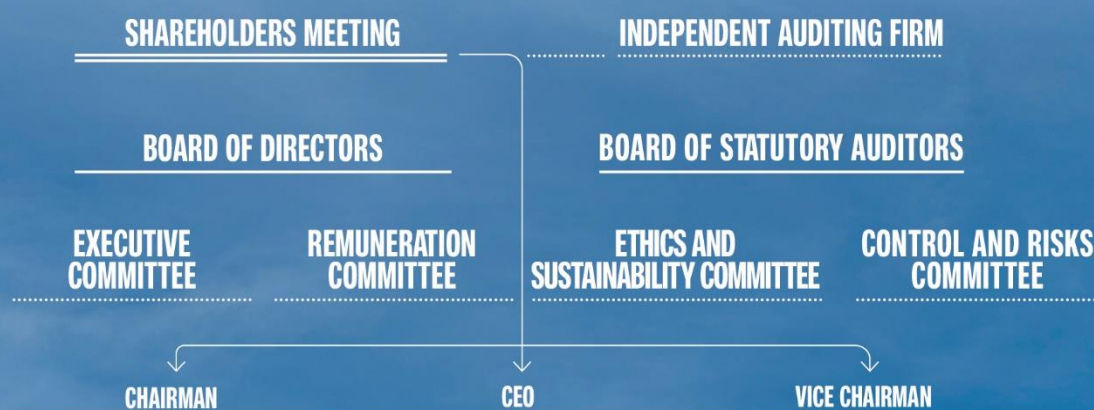 SHAREHOLDERS MEETING
INDEPENDENT AUDITING FIRM
BOARD OF DIRECTORS
BOARD OF STATUTORY AUDITORS
EXECUTIVE
COMMITTEE
REMUNERATION
COMMITTEE
ETHICS AND
SUSTAINABILITY COMMITTEE
CONTROL AND RISKS
COMMITTEE
CHAIRMAN
CEO
VICE CHAIRMAN